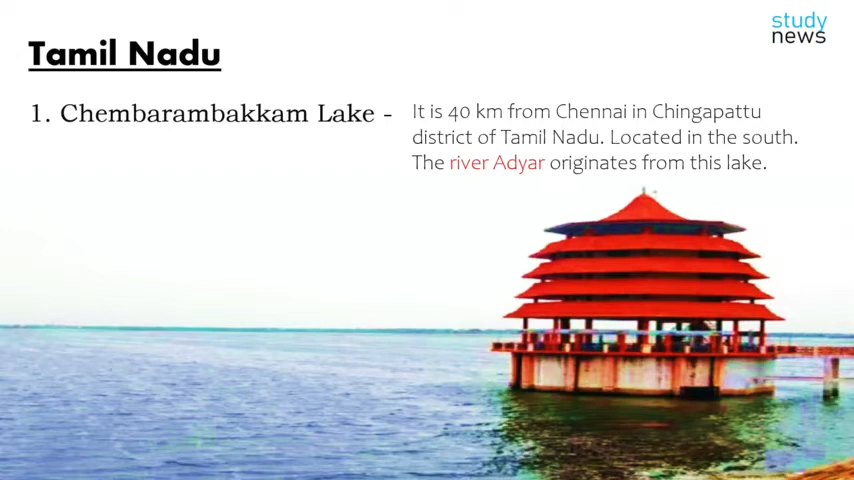 study
news
Tamil Nadu
1. Chembarambakkam Lake -
It is 40 km from Chennai in Chingapattu
district of Tamil Nadu. Located in the south.
The river Adyar originates from this lake.